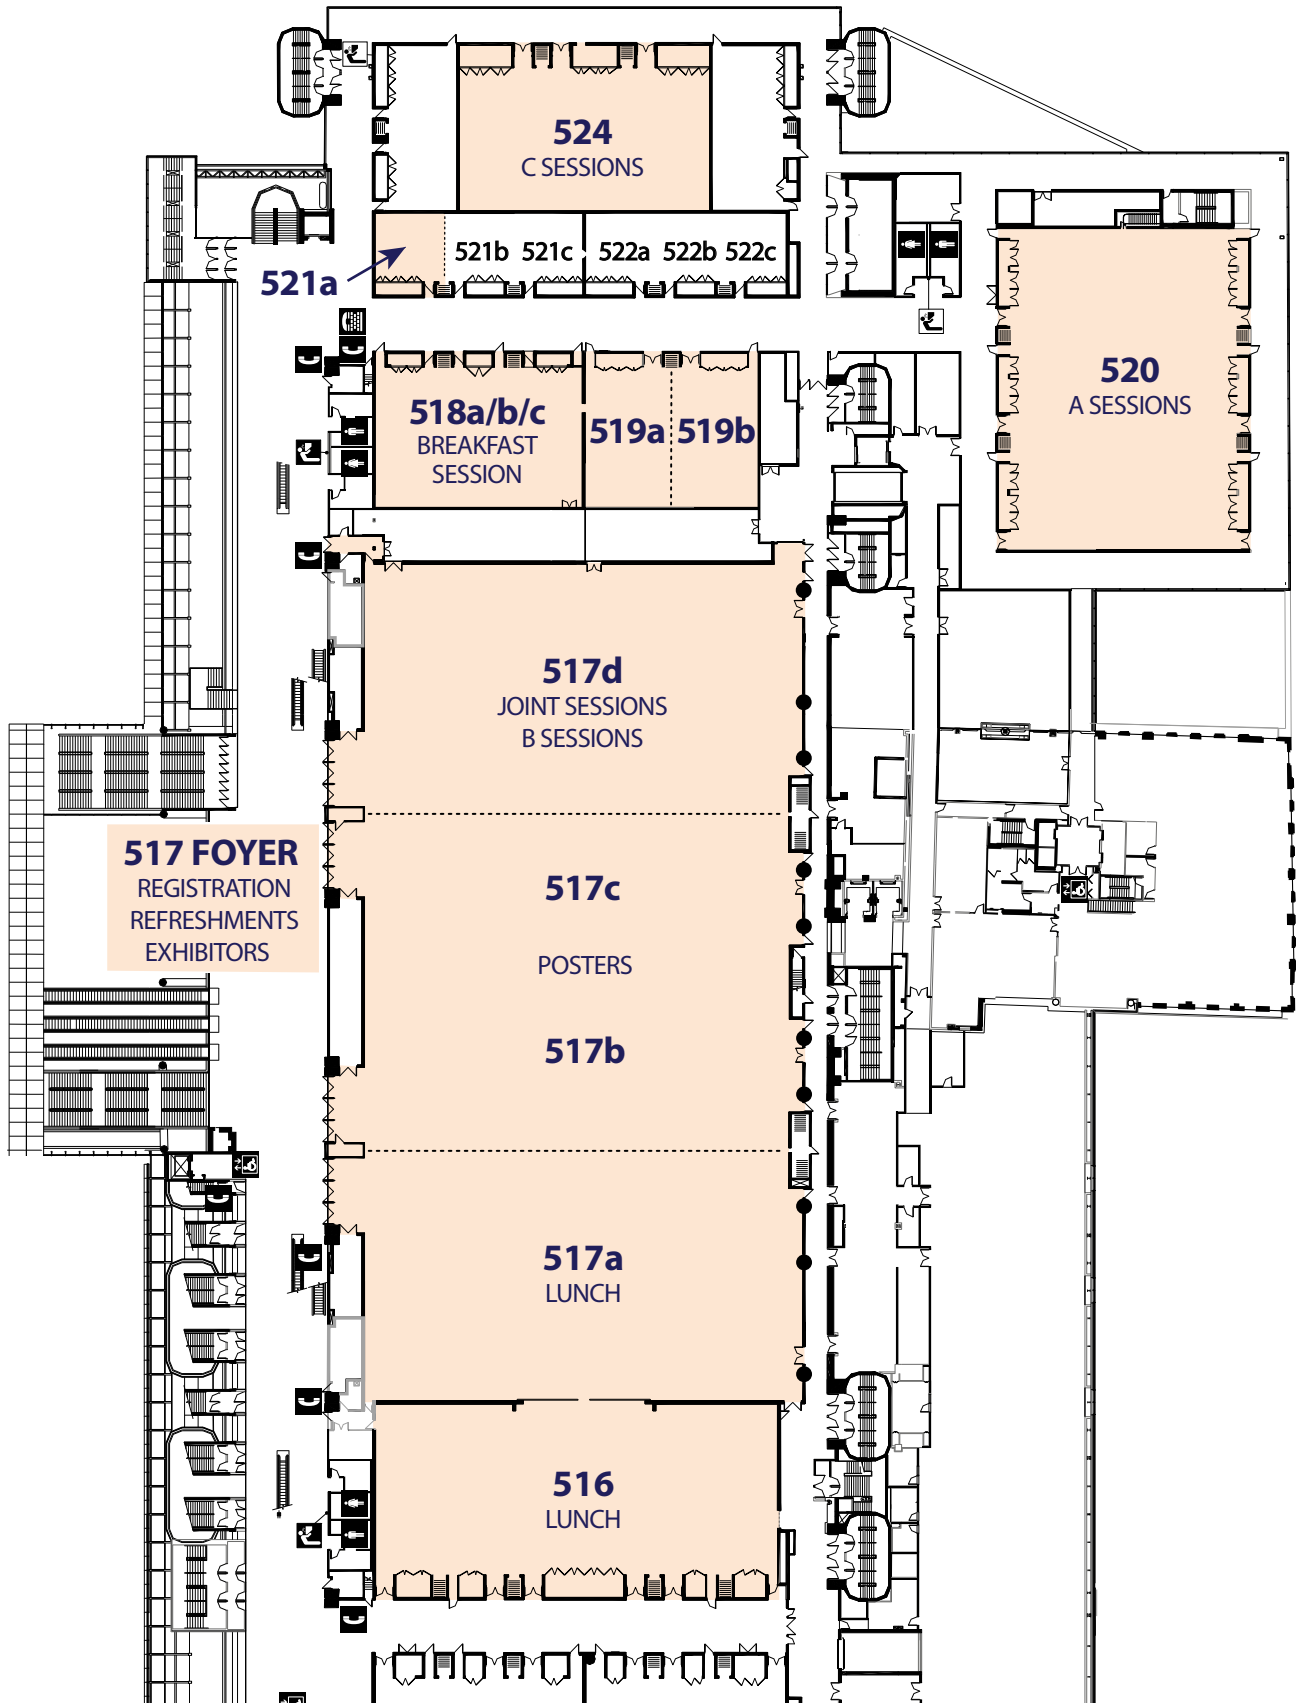 524
C SESSIONS
521a
521b 521c 522a 522b 522c
518a/b/c
BREAKFAST
SESSION
519a 519b
520
A SESSIONS
517d
JOINT SESSIONS
B SESSIONS
517 FOYER
REGISTRATION
REFRESHMENTS
EXHIBITORS
517c
POSTERS
517b
517a
LUNCH
516
LUNCH